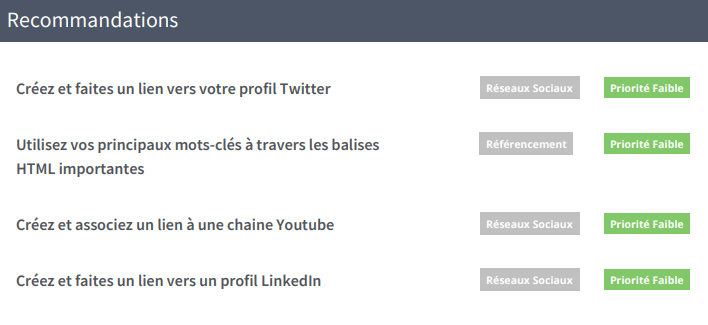 Recommandations
Créez et faites un lien vers votre profil Twitter Réseaux Sociaux Priorité Faible
Utilisez vos principaux mots-clés à travers les balises Référencement Priorité Faible
HTML importantes
Créez et associez un lien à une chaine Youtube Réseaux Sociaux Priorité Faible
Créez et faites un lien vers un profil LinkedIn Réseaux Sociaux Priorité Faible